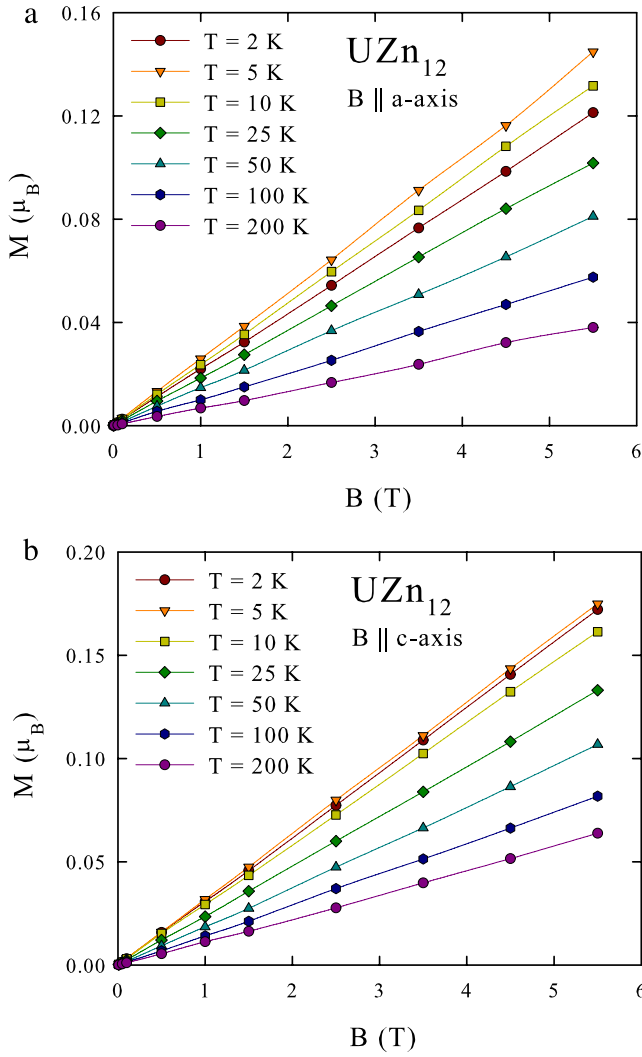 a
0.16
0.12
0.08
0.04
0.00
M (μB)
T = 2 K
T = 5 K
T = 10 K
T = 25 K
T = 50 K
T = 100 K
T = 200 K
UZn12
B || a-axis
0 1 2 3 4 5 6
B (T)
b
0.20
0.15
0.10
0.05
0.00
M (μB)
T = 2 K
T = 5 K
T = 10 K
T = 25 K
T = 50 K
T = 100 K
T = 200 K
UZn12
B || c-axis
0 1 2 3 4 5 6
B (T)